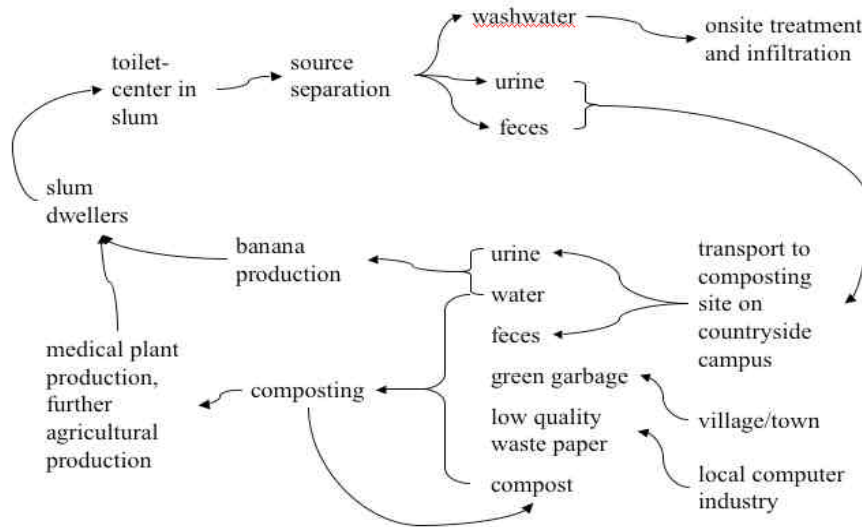 washwater
onsite treatment
and infiltration
toilet-
center in
slum
source
separation
urine
feces
slum
dwellers
banana
production
urine
water
feces
transport to
composting
site on
countryside
campus
medical plant
production,
further
agricultural
production
composting
green garbage
low quality
waste paper
compost
village/town
local computer
industry